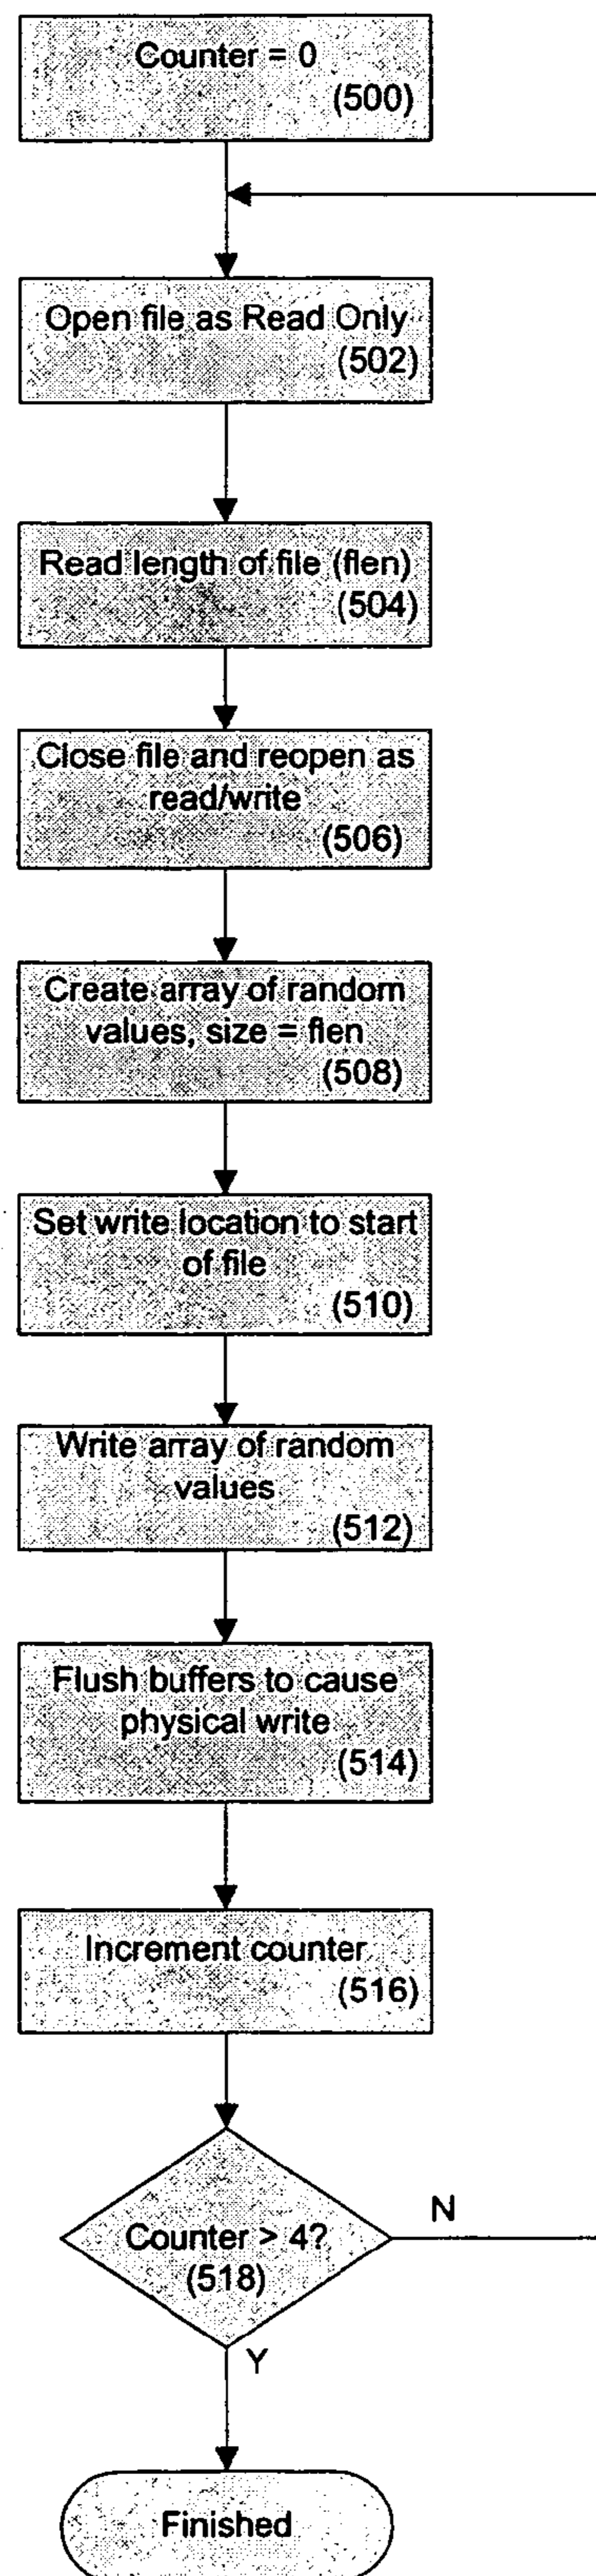 Counter = 0
(500)
Open file as Read Only
(502)
Read length of file (flen)
(504)
Close file and reopen as
read/write
(506)
Create array of random
values, size = flen
(508)
Set write location to start
of file
(510)
Write array of random
values
(512)
Flush buffers to cause
physical write
(514)
Increment counter
(516)
N
Counter > 4?
(518)
Y
Finished